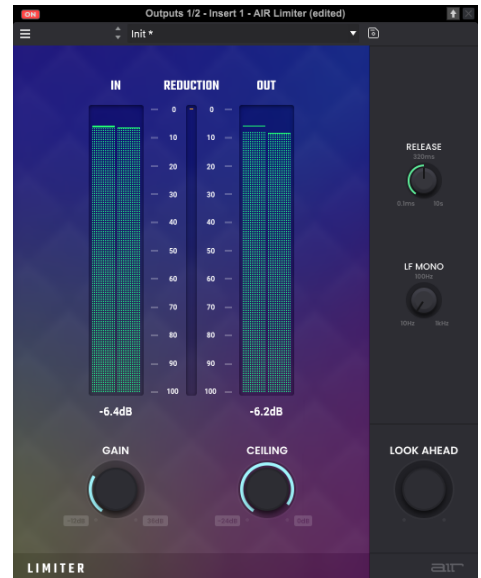 ON Outputs 1/2 - Insert 1 - AIR Limiter (edited)
Init *
IN REDUCTION OUT
0 0
10 10
20 20
30 30
40 40
50 50
60 60
70 70
80 80
90 90
100 100
-6.4dB -6.2dB
GAIN CEILING
RELEASE
320ms
0.1ms 10s
LF MONO
100Hz
10Hz 1kHz
LOOK AHEAD
LIMITER
air